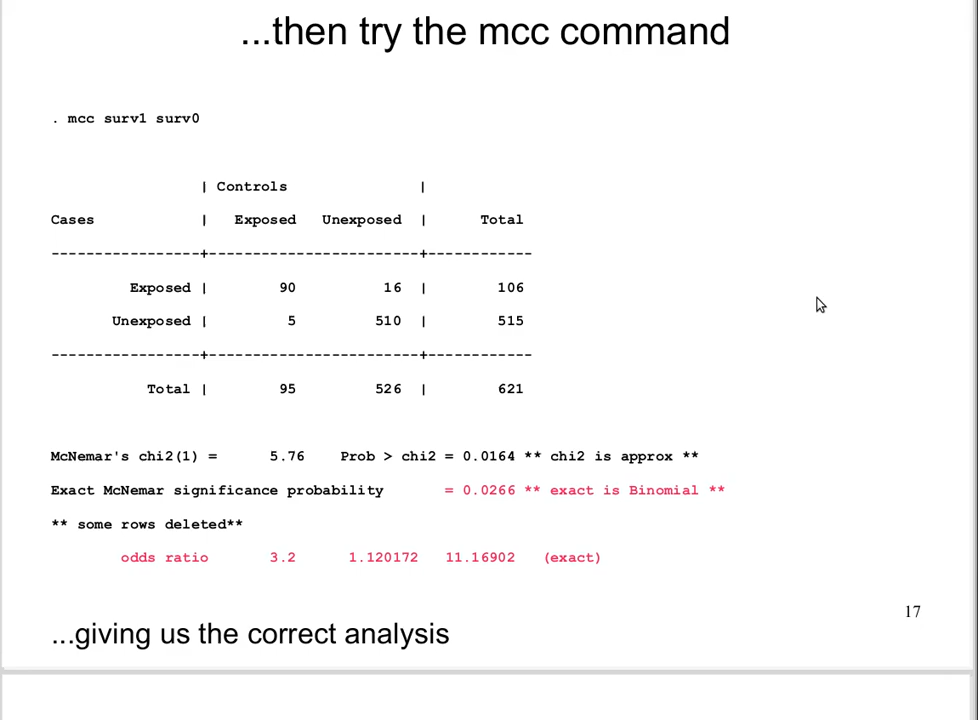 ...then try the mcc command
. mcc surv1 surv0
| Controls |
Cases | Exposed Unexposed | Total
-----------------+------------------------+------------
Exposed | 90 16 | 106
Unexposed | 5 510 | 515
-----------------+------------------------+------------
Total | 95 526 | 621
McNemar's chi2(1) = 5.76 Prob > chi2 = 0.0164 ** chi2 is approx **
Exact McNemar significance probability = 0.0266 ** exact is Binomial **
** some rows deleted**
odds ratio 3.2 1.120172 11.16902 (exact)
17
...giving us the correct analysis